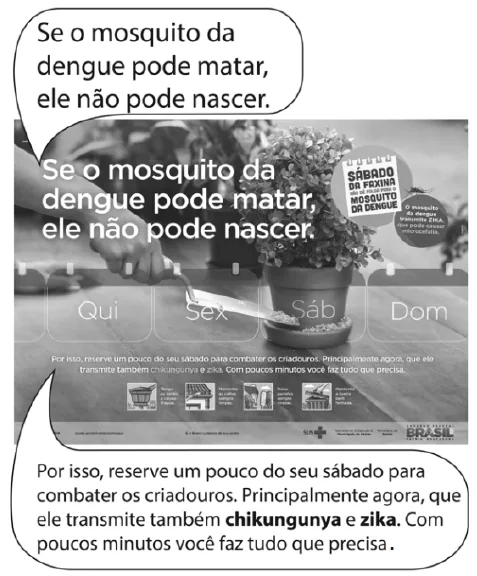 Se o mosquito da
dengue pode matar,
ele não pode nascer.
Se o mosquito da
dengue pode matar,
ele não pode nascer.
SÁBADO
DA FAXINA
NÃO DÊ FOLGA PARA O
MOSQUITO
DA DENGUE
O mosquito
da dengue
transmite ZIKA,
que pode causar
microcefalia.
Qui
Sex
Sáb
Dom
Por isso, reserve um pouco do seu sábado para combater os criadouros. Principalmente agora, que ele
transmite também chikungunya e zika. Com poucos minutos você faz tudo que precisa.
SUS
BRASIL
Por isso, reserve um pouco do seu sábado para
combater os criadouros. Principalmente agora, que
ele transmite também chikungunya e zika. Com
poucos minutos você faz tudo que precisa.